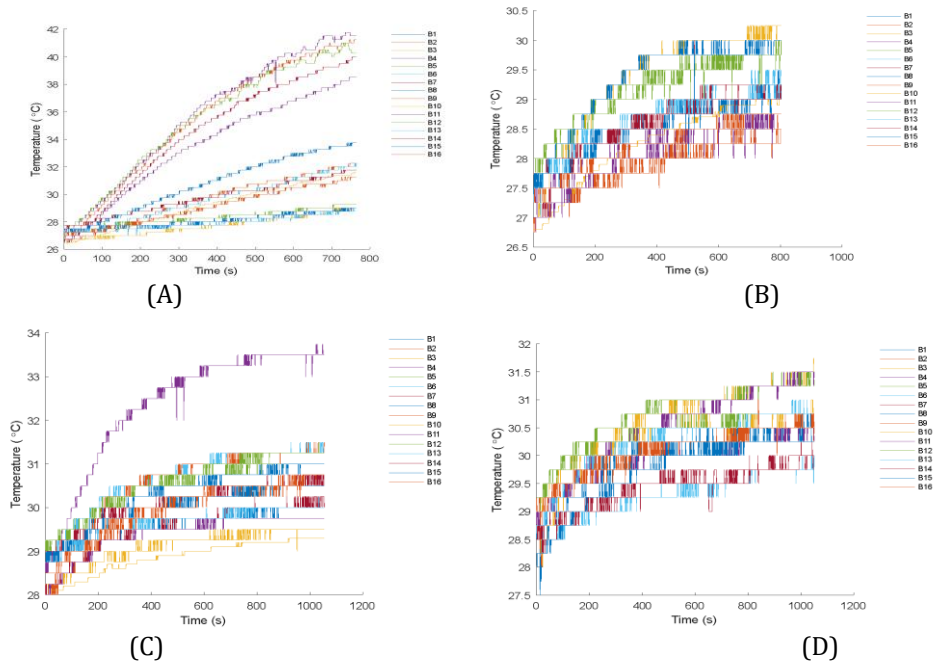 42
40
38
36
34
32
30
28
26
Temperature (°C)
0 100 200 300 400 500 600 700 800
Time (s)
B1
B2
B3
B4
B5
B6
B7
B8
B9
B10
B11
B12
B13
B14
B15
B16
(A)
30.5
30
29.5
29
28.5
28
27.5
27
26.5
Temperature (°C)
0 200 400 600 800 1000
Time (s)
B1
B2
B3
B4
B5
B6
B7
B8
B9
B10
B11
B12
B13
B14
B15
B16
(B)
34
33
32
31
30
29
28
Temperature (°C)
0 200 400 600 800 1000 1200
Time (s)
B1
B2
B3
B4
B5
B6
B7
B8
B9
B10
B11
B12
B13
B14
B15
B16
(C)
32
31.5
31
30.5
30
29.5
29
28.5
28
27.5
Temperature (°C)
0 200 400 600 800 1000 1200
Time (s)
B1
B2
B3
B4
B5
B6
B7
B8
B9
B10
B11
B12
B13
B14
B15
B16
(D)